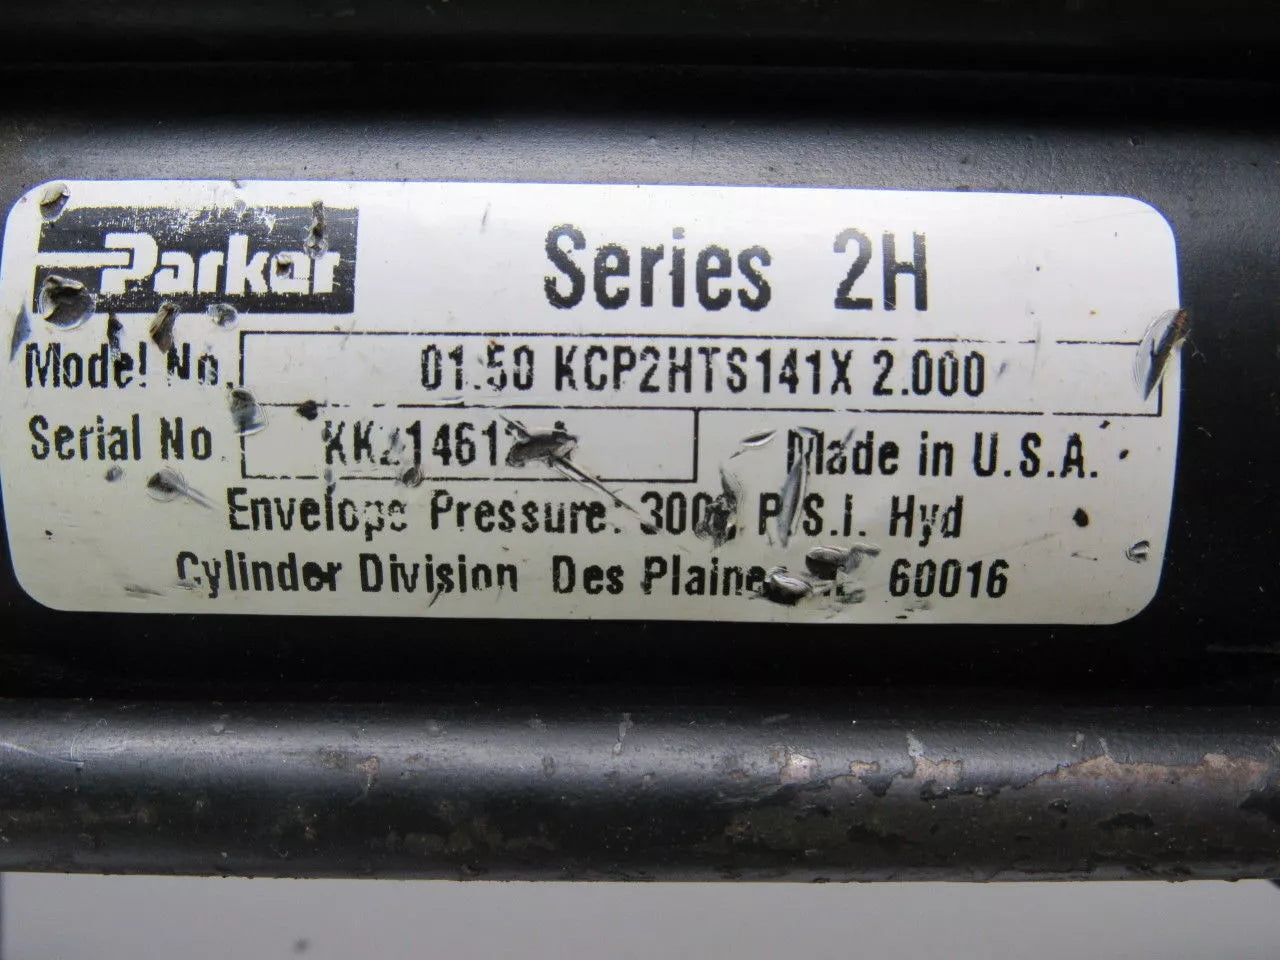 Parker
Series 2H
Model No. 01.50 KCP2HTS141X 2.000
Serial No
Made in U.S.A.
Envelope Pressure: P.S.I. Hyd
Cylinder Division Des Plaines 60016